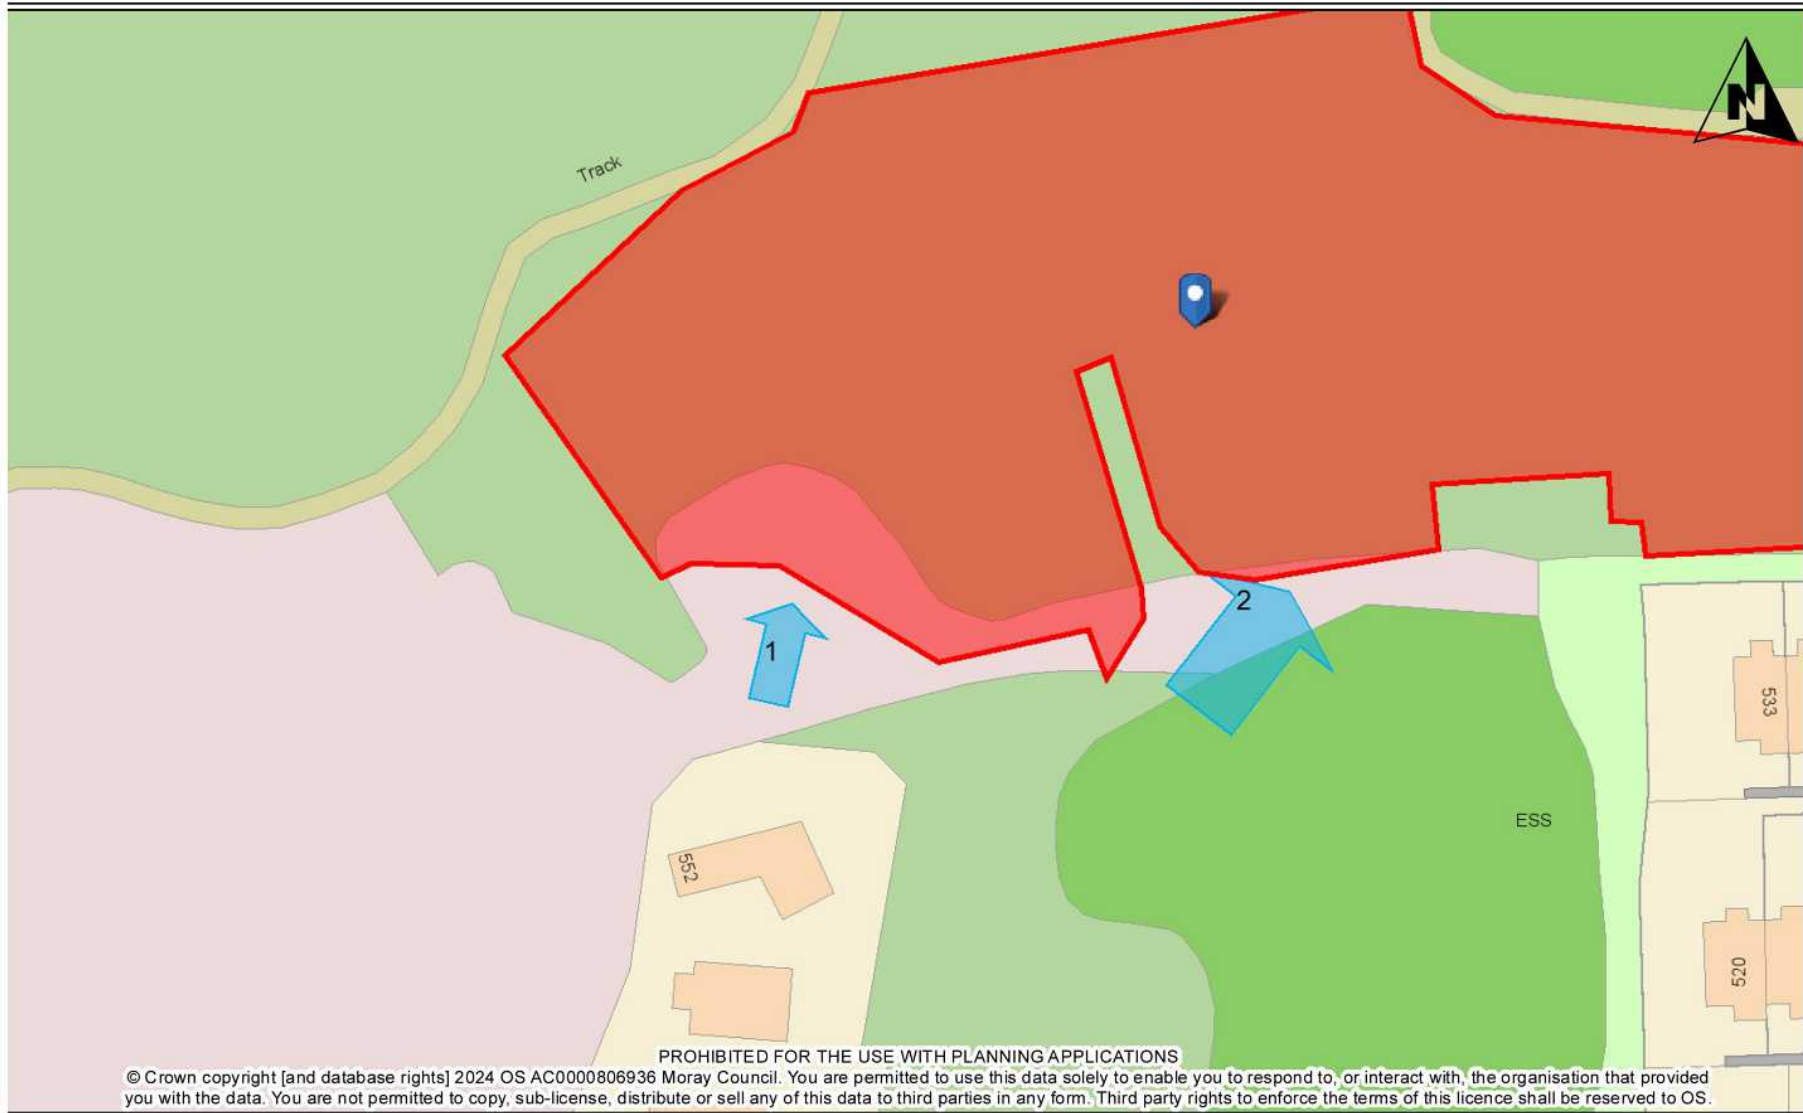 N
Track
2
1
533
ESS
552
520
PROHIBITED FOR THE USE WITH PLANNING APPLICATIONS
© Crown copyright [and database rights] 2024 OS AC0000806936 Moray Council. You are permitted to use this data solely to enable you to respond to, or interact with, the organisation that provided
you with the data. You are not permitted to copy, sub-license, distribute or sell any of this data to third parties in any form. Third party rights to enforce the terms of this licence shall be reserved to OS.